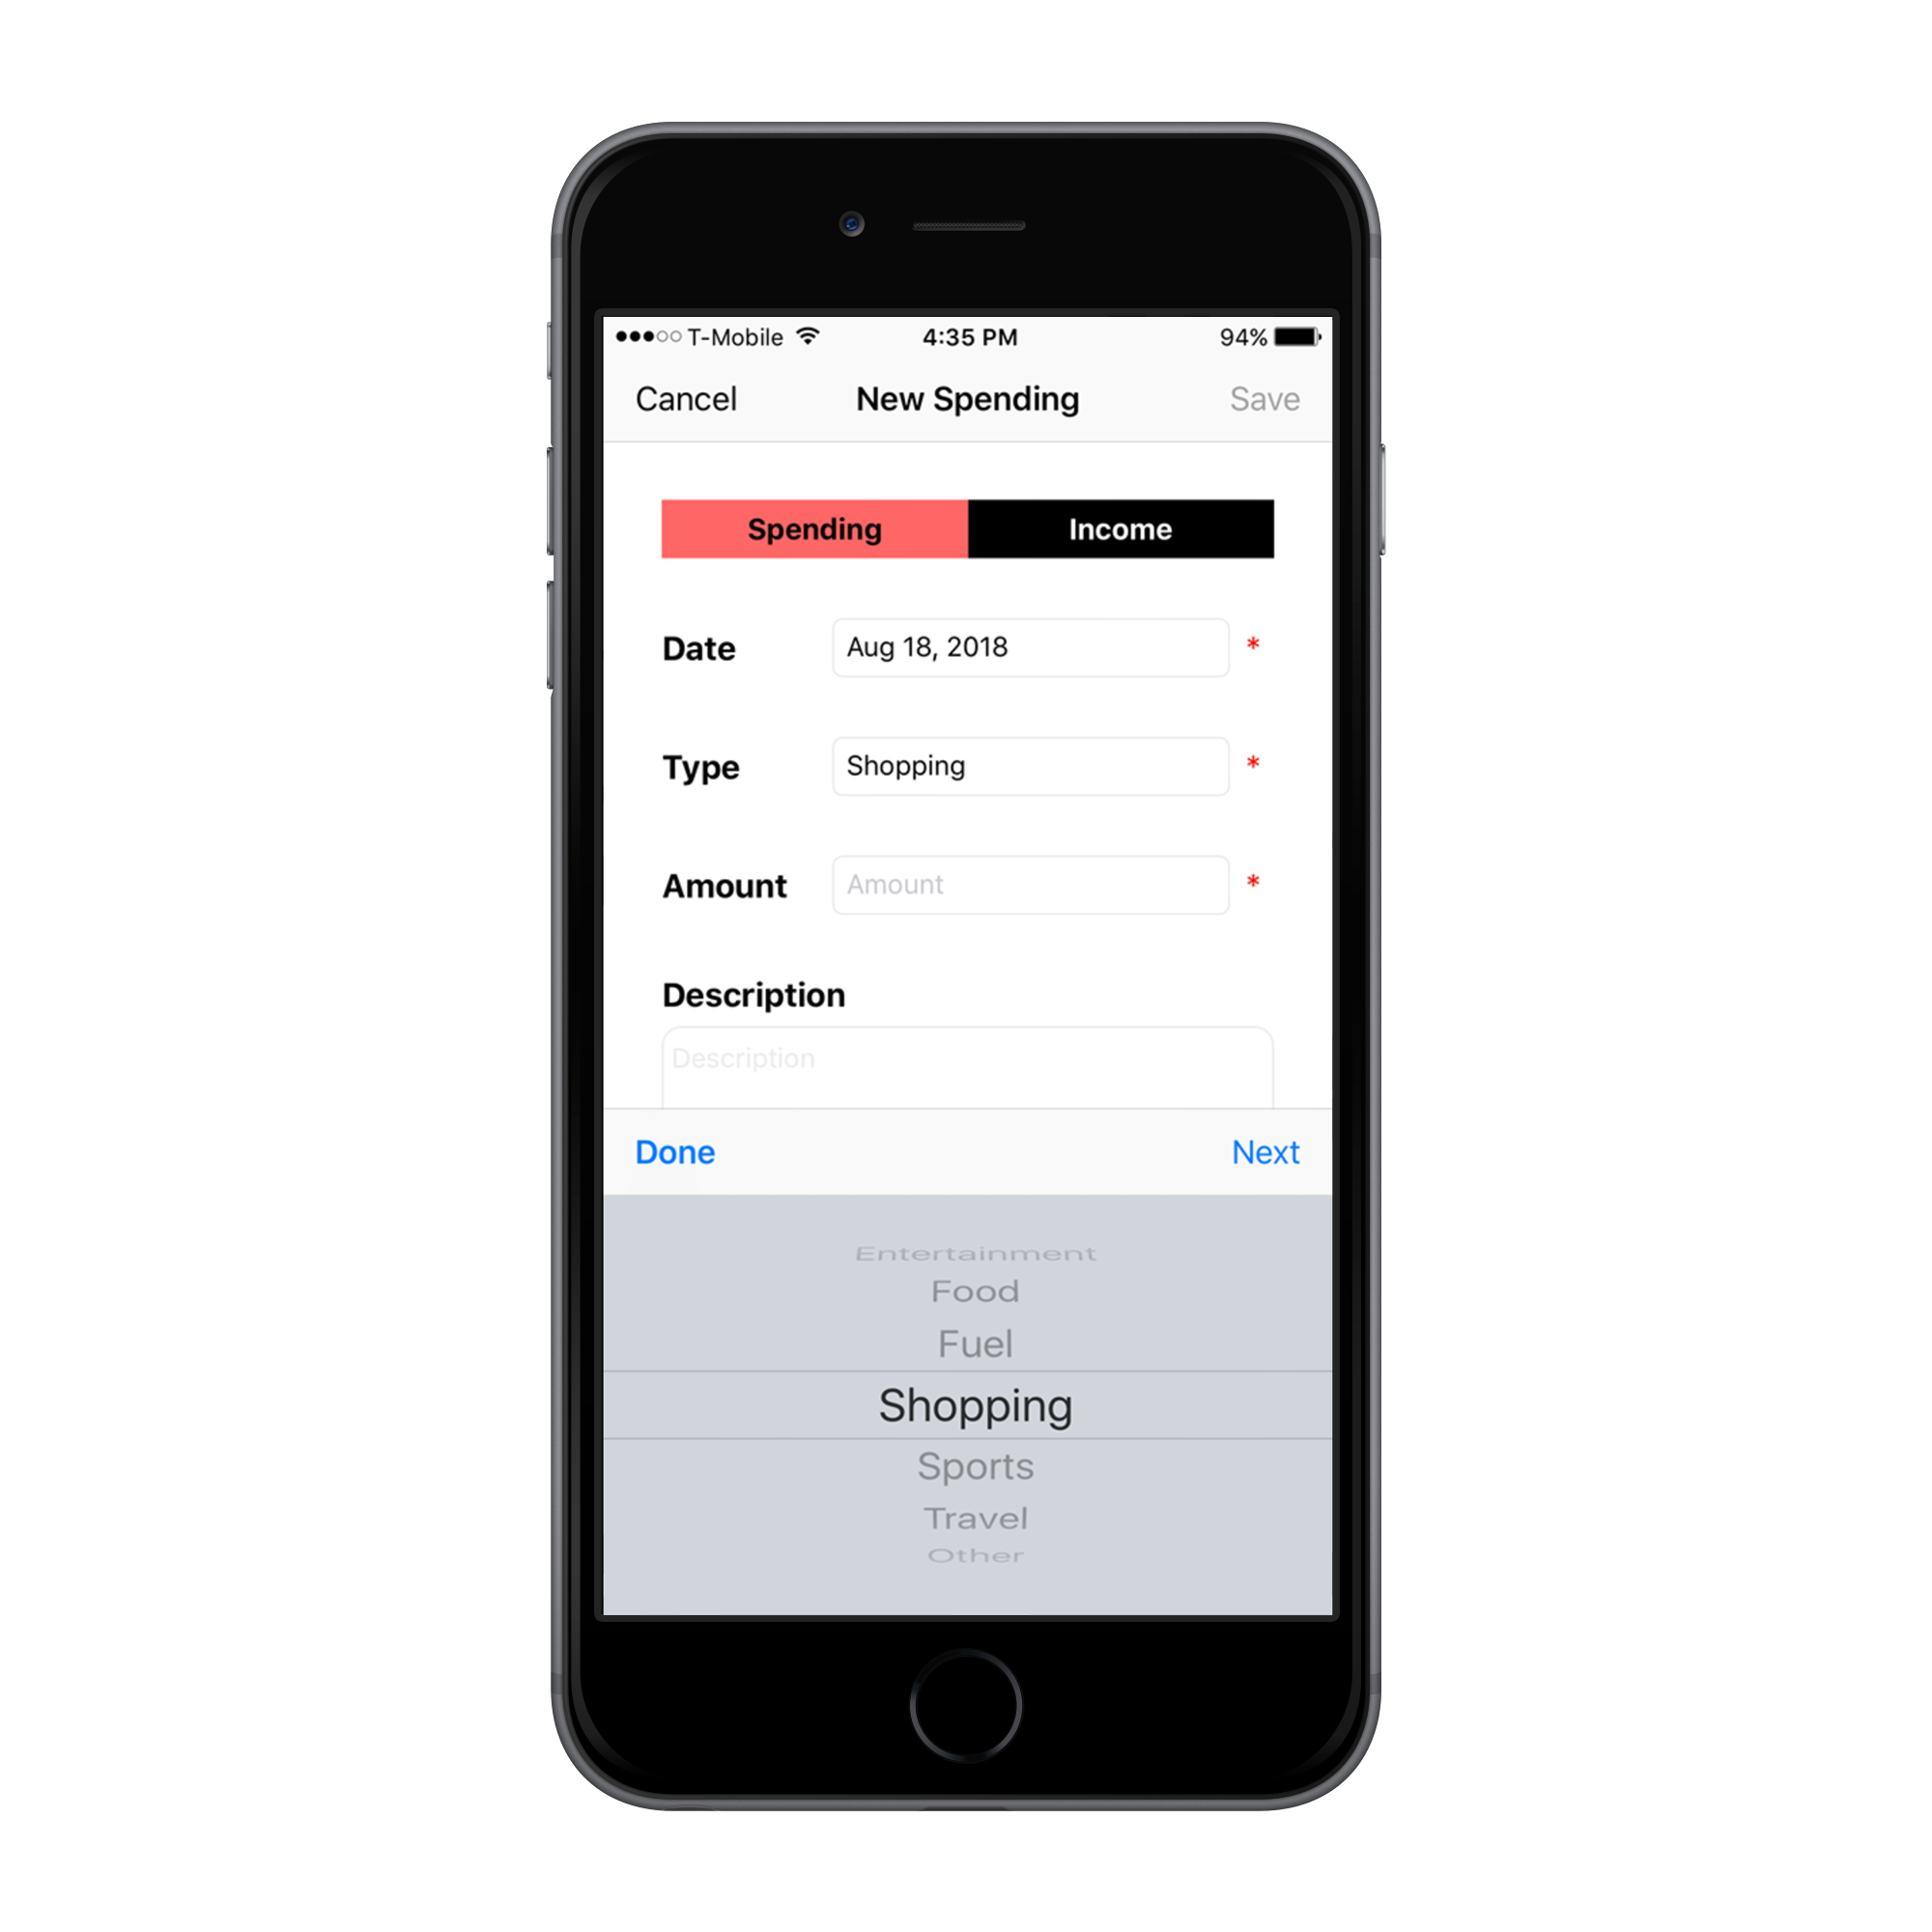 T-Mobile 4:35 PM 94%
Cancel New Spending Save
Spending Income
Date Aug 18, 2018 *
Type Shopping *
Amount Amount *
Description
Description
Done Next
Entertainment
Food
Fuel
Shopping
Sports
Travel
Other